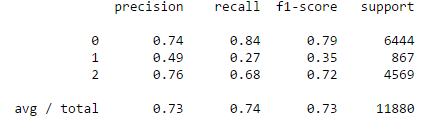 precision recall f1-score support
0 0.74 0.84 0.79 6444
1 0.49 0.27 0.35 867
2 0.76 0.68 0.72 4569
avg / total 0.73 0.74 0.73 11880